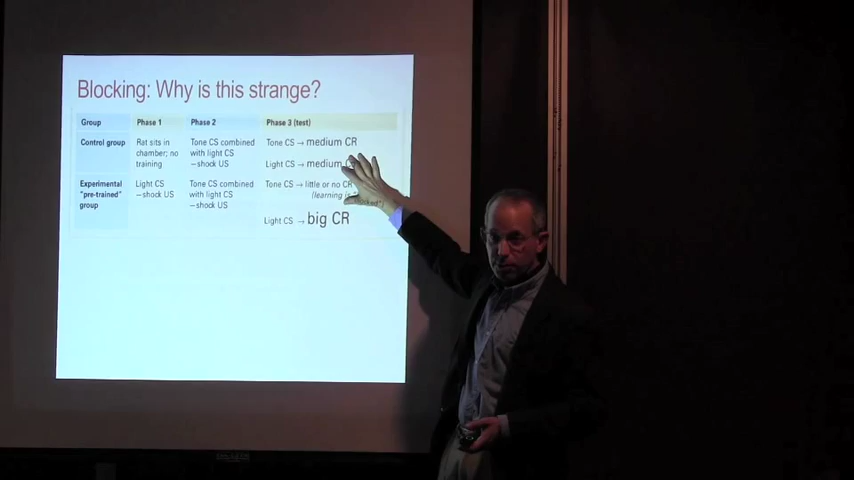 Blocking: Why is this strange?
Group Phase 1 Phase 2 Phase 3 (test)
Control group Rat sits in Tone CS combined Tone CS → medium CR
chamber; no with light CS
training –shock US Light CS → medium
Experimental Light CS Tone CS combined Tone CS → little or no CR
"pre-trained" –shock US with light CS (learning is
group –shock US
Light CS → big CR